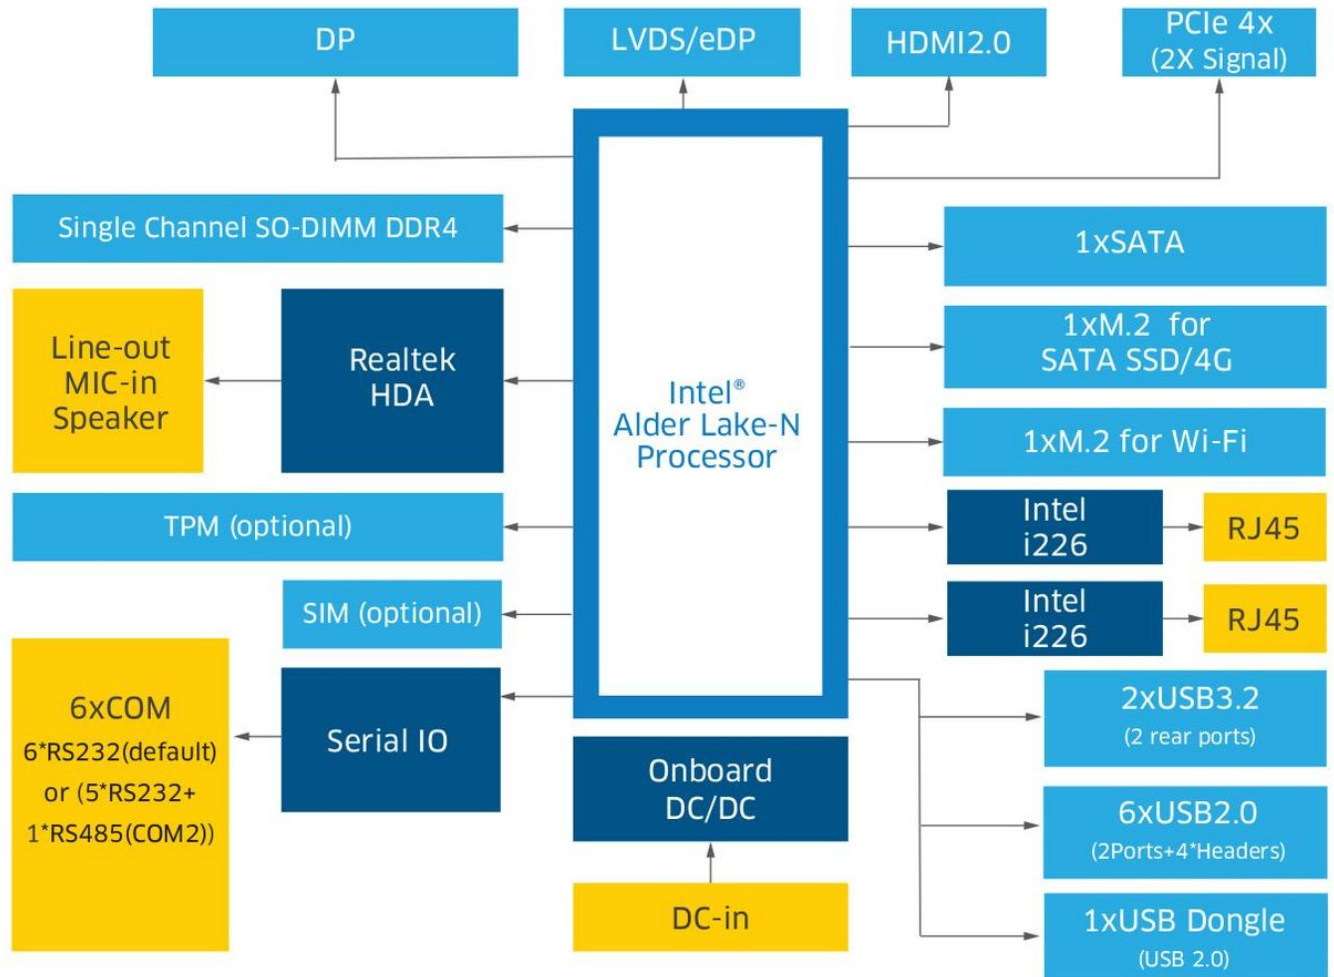 DP
LVDS/eDP
HDMI2.0
PCIe 4x
(2X Signal)
Single Channel SO-DIMM DDR4
1xSATA
Line-out
MIC-in
Speaker
Realtek
HDA
Intel®
Alder Lake-N
Processor
1xM.2 for
SATA SSD/4G
1xM.2 for Wi-Fi
TPM (optional)
Intel
i226
RJ45
SIM (optional)
Intel
i226
RJ45
6xCOM
6*RS232(default)
or (5*RS232+
1*RS485(COM2))
Serial IO
Onboard
DC/DC
DC-in
2xUSB3.2
(2 rear ports)
6xUSB2.0
(2Ports+4*Headers)
1xUSB Dongle
(USB 2.0)